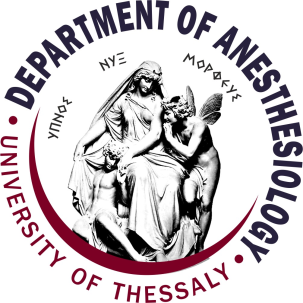 DEPARTMENT OF ANESTHESIOLOGY
ΥΠΝΟΣ
ΝΥΞ
ΜΟΡΦΕΥΣ
• UNIVERSITY OF THESSALY •